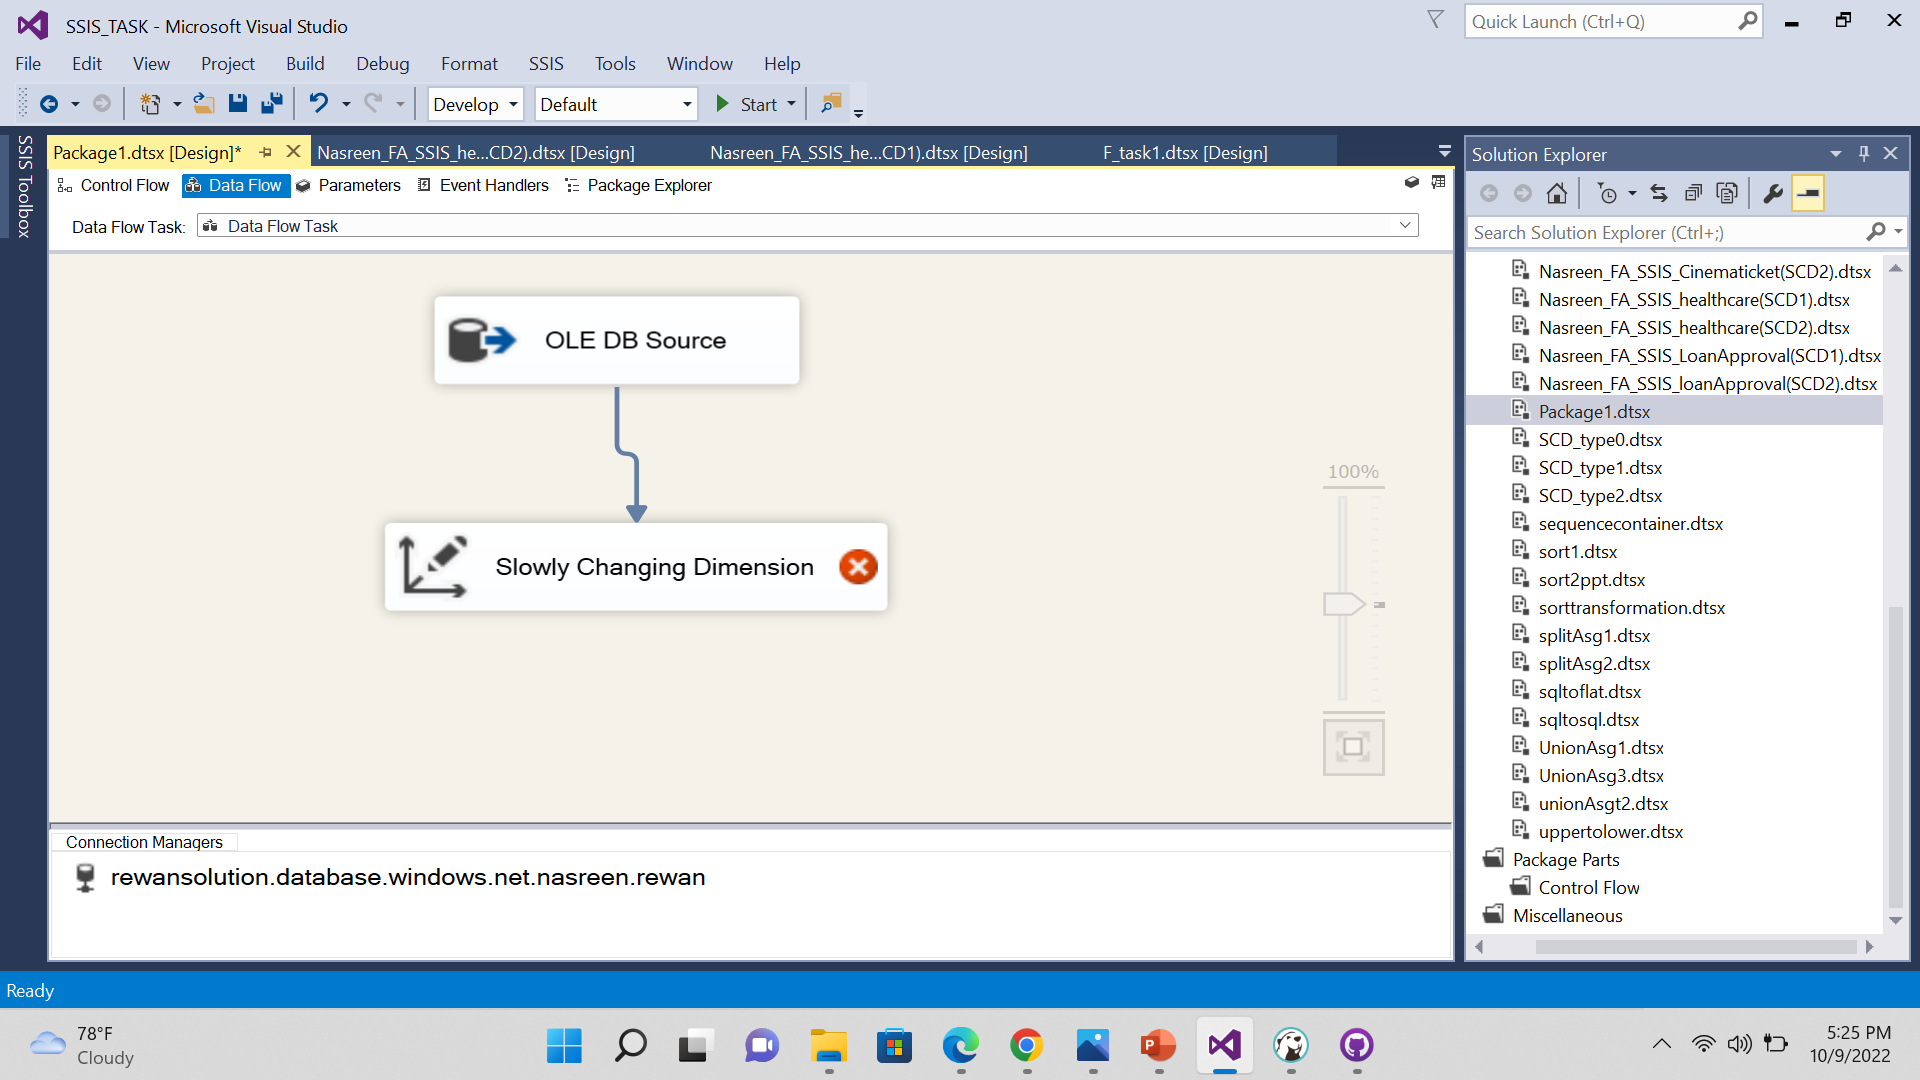 SSIS_TASK - Microsoft Visual Studio
Quick Launch (Ctrl+Q)
File Edit View Project Build Debug Format SSIS Tools Window Help
Develop Default Start
SSIS Toolbox
Package1.dtsx [Design]* Nasreen_FA_SSIS_he...CD2).dtsx [Design] Nasreen_FA_SSIS_he...CD1).dtsx [Design] F_task1.dtsx [Design]
Control Flow Data Flow Parameters Event Handlers Package Explorer
Data Flow Task: Data Flow Task
OLE DB Source
Slowly Changing Dimension
100%
Connection Managers
rewansolution.database.windows.net.nasreen.rewan
Solution Explorer
Search Solution Explorer (Ctrl+;)
Nasreen_FA_SSIS_Cinematicket(SCD2).dtsx
Nasreen_FA_SSIS_healthcare(SCD1).dtsx
Nasreen_FA_SSIS_healthcare(SCD2).dtsx
Nasreen_FA_SSIS_LoanApproval(SCD1).dtsx
Nasreen_FA_SSIS_loanApproval(SCD2).dtsx
Package1.dtsx
SCD_type0.dtsx
SCD_type1.dtsx
SCD_type2.dtsx
sequencecontainer.dtsx
sort1.dtsx
sort2ppt.dtsx
sorttransformation.dtsx
splitAsg1.dtsx
splitAsg2.dtsx
sqltoflat.dtsx
sqltosql.dtsx
UnionAsg1.dtsx
UnionAsg3.dtsx
unionAsgt2.dtsx
uppertolower.dtsx
Package Parts
Control Flow
Miscellaneous
Ready
78°F
Cloudy
5:25 PM
10/9/2022